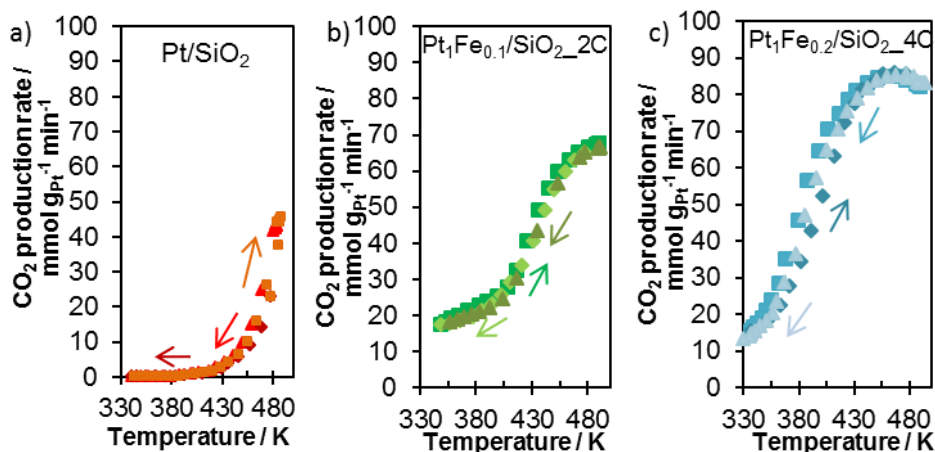 a)
Pt/SiO₂
CO₂ production rate /
mmol gPt⁻¹ min⁻¹
100
90
80
70
60
50
40
30
20
10
0
330 380 430 480
Temperature / K
b)
Pt₁Fe₀.₁/SiO₂_2C
CO₂ production rate /
mmol gPt⁻¹ min⁻¹
100
90
80
70
60
50
40
30
20
10
0
330 380 430 480
Temperature / K
c)
Pt₁Fe₀.₂/SiO₂_4C
CO₂ production rate /
mmol gPt⁻¹ min⁻¹
100
90
80
70
60
50
40
30
20
10
0
330 380 430 480
Temperature / K